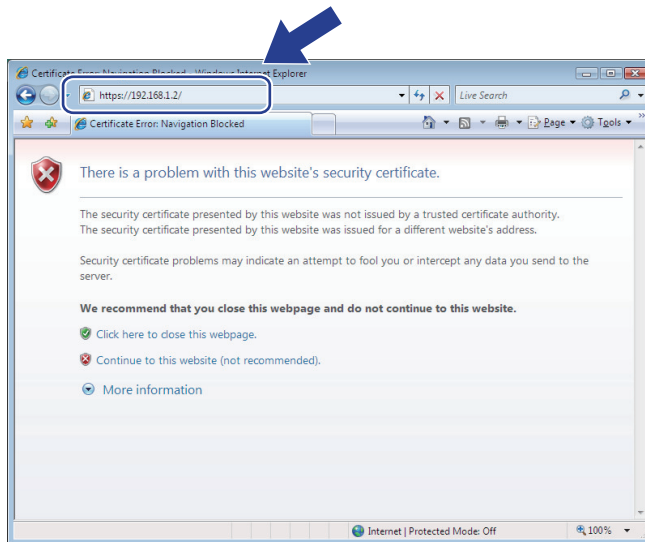 Certificate Error: Navigation Blocked - Windows Internet Explorer
https://192.168.1.2/
Live Search
Certificate Error: Navigation Blocked
Page
Tools
There is a problem with this website's security certificate.
The security certificate presented by this website was not issued by a trusted certificate authority.
The security certificate presented by this website was issued for a different website's address.
Security certificate problems may indicate an attempt to fool you or intercept any data you send to the
server.
We recommend that you close this webpage and do not continue to this website.
Click here to close this webpage.
Continue to this website (not recommended).
More information
Internet | Protected Mode: Off
100%